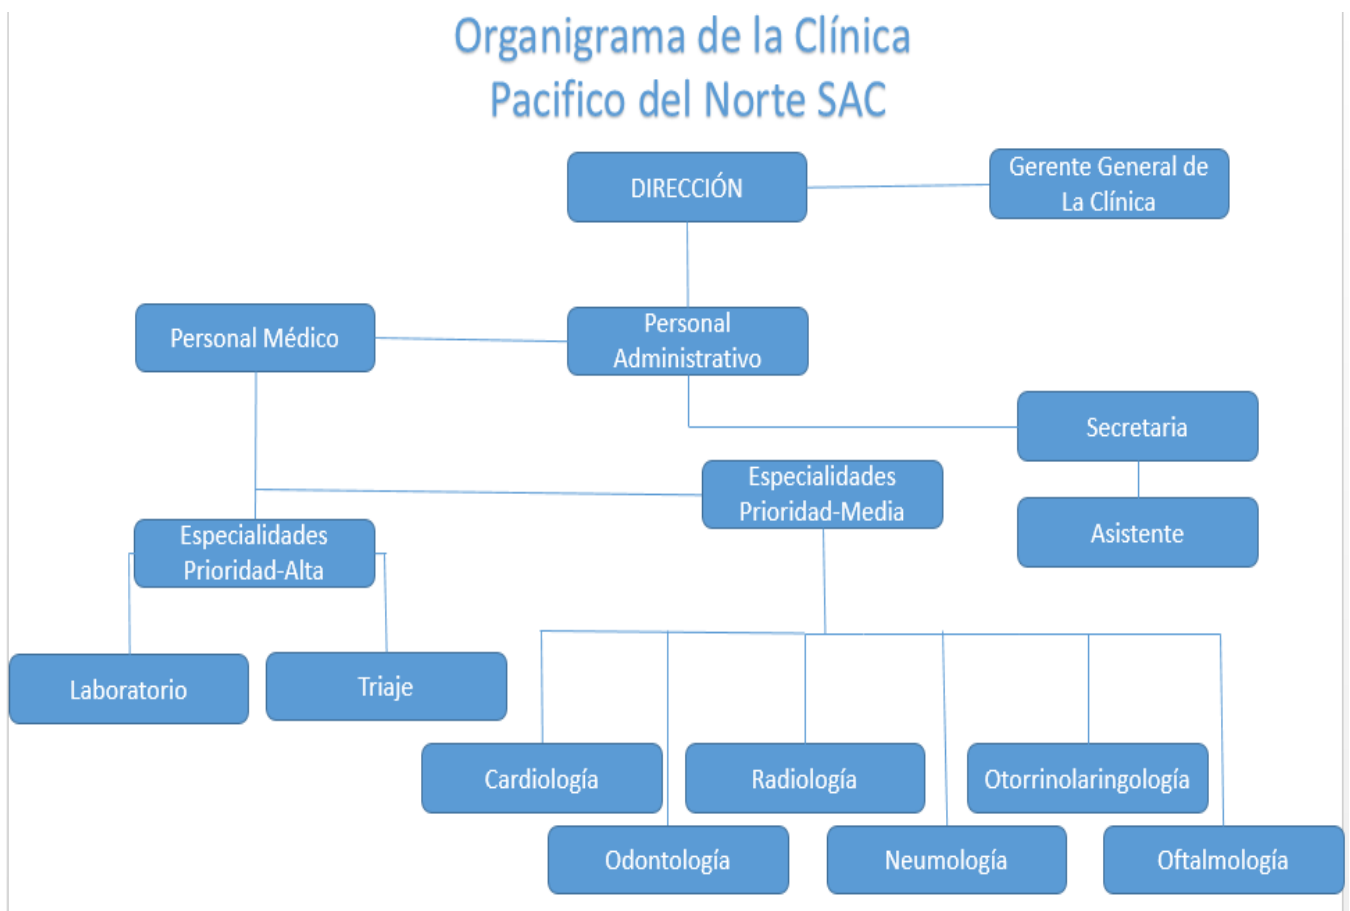 Organigrama de la Clínica
Pacifico del Norte SAC
DIRECCIÓN
Gerente General de
La Clínica
Personal Médico
Personal
Administrativo
Secretaria
Especialidades
Prioridad-Media
Asistente
Especialidades
Prioridad-Alta
Laboratorio
Triaje
Cardiología
Radiología
Otorrinolaringología
Odontología
Neumología
Oftalmología